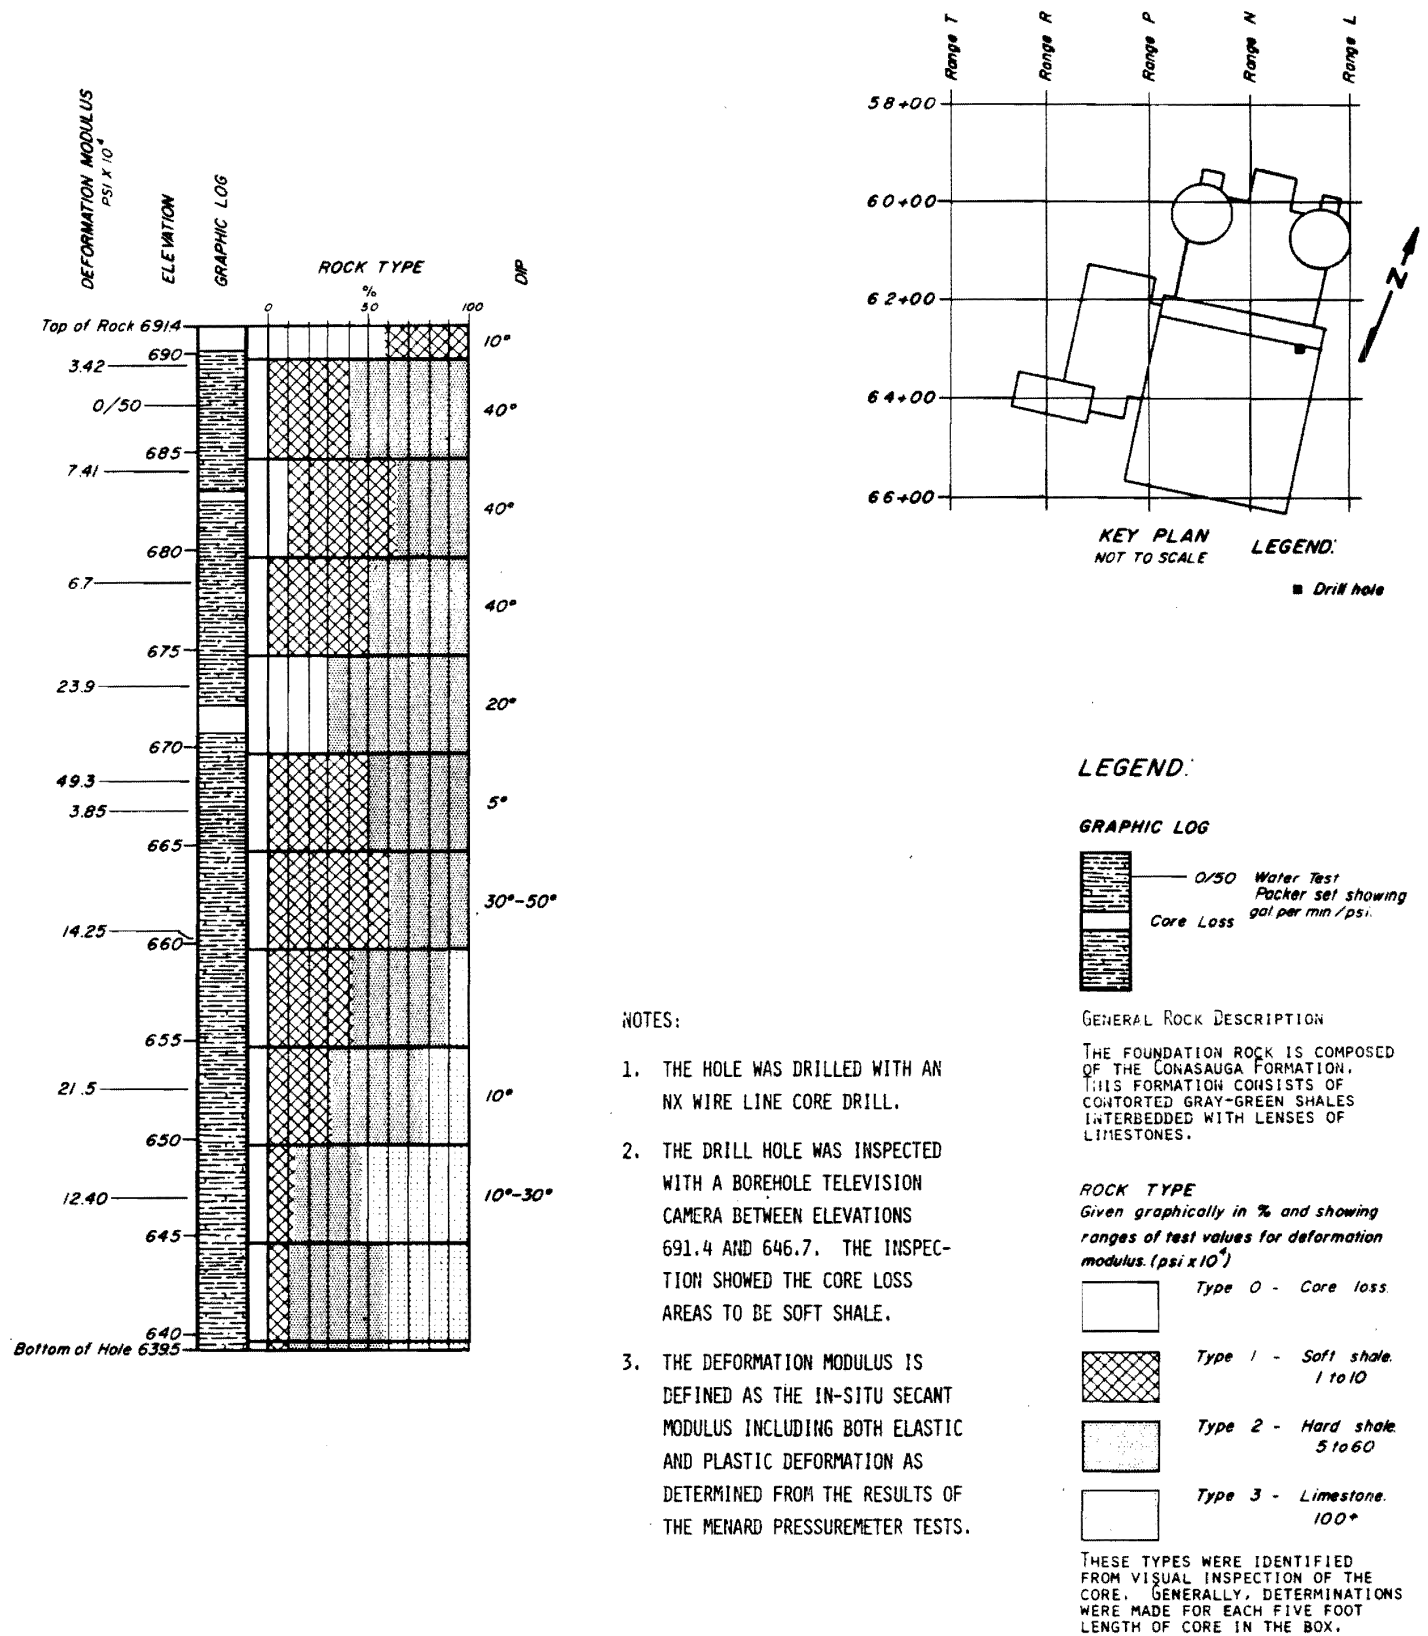 Range T
Range R
Range P
Range N
Range L
58+00
60+00
62+00
64+00
66+00
N
KEY PLAN
NOT TO SCALE
LEGEND:
Drill hole
DEFORMATION MODULUS
PSI X 10⁴
ELEVATION
GRAPHIC LOG
ROCK TYPE
%
0 50 100
DIP
Top of Rock 691.4
10°
690
3.42
0/50
40°
685
7.41
40°
680
6.7
40°
675
23.9
20°
670
49.3
5°
3.85
665
30°-50°
14.25
660
655
21.5
10°
650
12.40
10°-30°
645
640
Bottom of Hole 639.5
NOTES:
1. THE HOLE WAS DRILLED WITH AN
NX WIRE LINE CORE DRILL.
2. THE DRILL HOLE WAS INSPECTED
WITH A BOREHOLE TELEVISION
CAMERA BETWEEN ELEVATIONS
691.4 AND 646.7. THE INSPEC-
TION SHOWED THE CORE LOSS
AREAS TO BE SOFT SHALE.
3. THE DEFORMATION MODULUS IS
DEFINED AS THE IN-SITU SECANT
MODULUS INCLUDING BOTH ELASTIC
AND PLASTIC DEFORMATION AS
DETERMINED FROM THE RESULTS OF
THE MENARD PRESSUREMETER TESTS.
LEGEND:
GRAPHIC LOG
0/50 Water Test
Packer set showing
gal per min/psi.
Core Loss
GENERAL ROCK DESCRIPTION
THE FOUNDATION ROCK IS COMPOSED
OF THE CONASAUGA FORMATION.
THIS FORMATION CONSISTS OF
CONTORTED GRAY-GREEN SHALES
INTERBEDDED WITH LENSES OF
LIMESTONES.
ROCK TYPE
Given graphically in % and showing
ranges of test values for deformation
modulus. (psi x 10⁴)
Type 0 - Core loss.
Type 1 - Soft shale.
1 to 10
Type 2 - Hard shale.
5 to 60
Type 3 - Limestone.
100+
THESE TYPES WERE IDENTIFIED
FROM VISUAL INSPECTION OF THE
CORE. GENERALLY, DETERMINATIONS
WERE MADE FOR EACH FIVE FOOT
LENGTH OF CORE IN THE BOX.